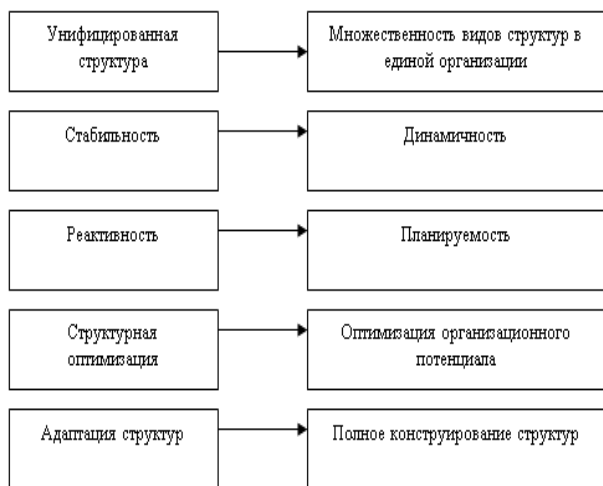 Унифицированная
структура
Множественность видов структур в
единой организации
Стабильность
Динамичность
Реактивность
Планируемость
Структурная
оптимизация
Оптимизация организационного
потенциала
Адаптация структур
Полное конструирование структур